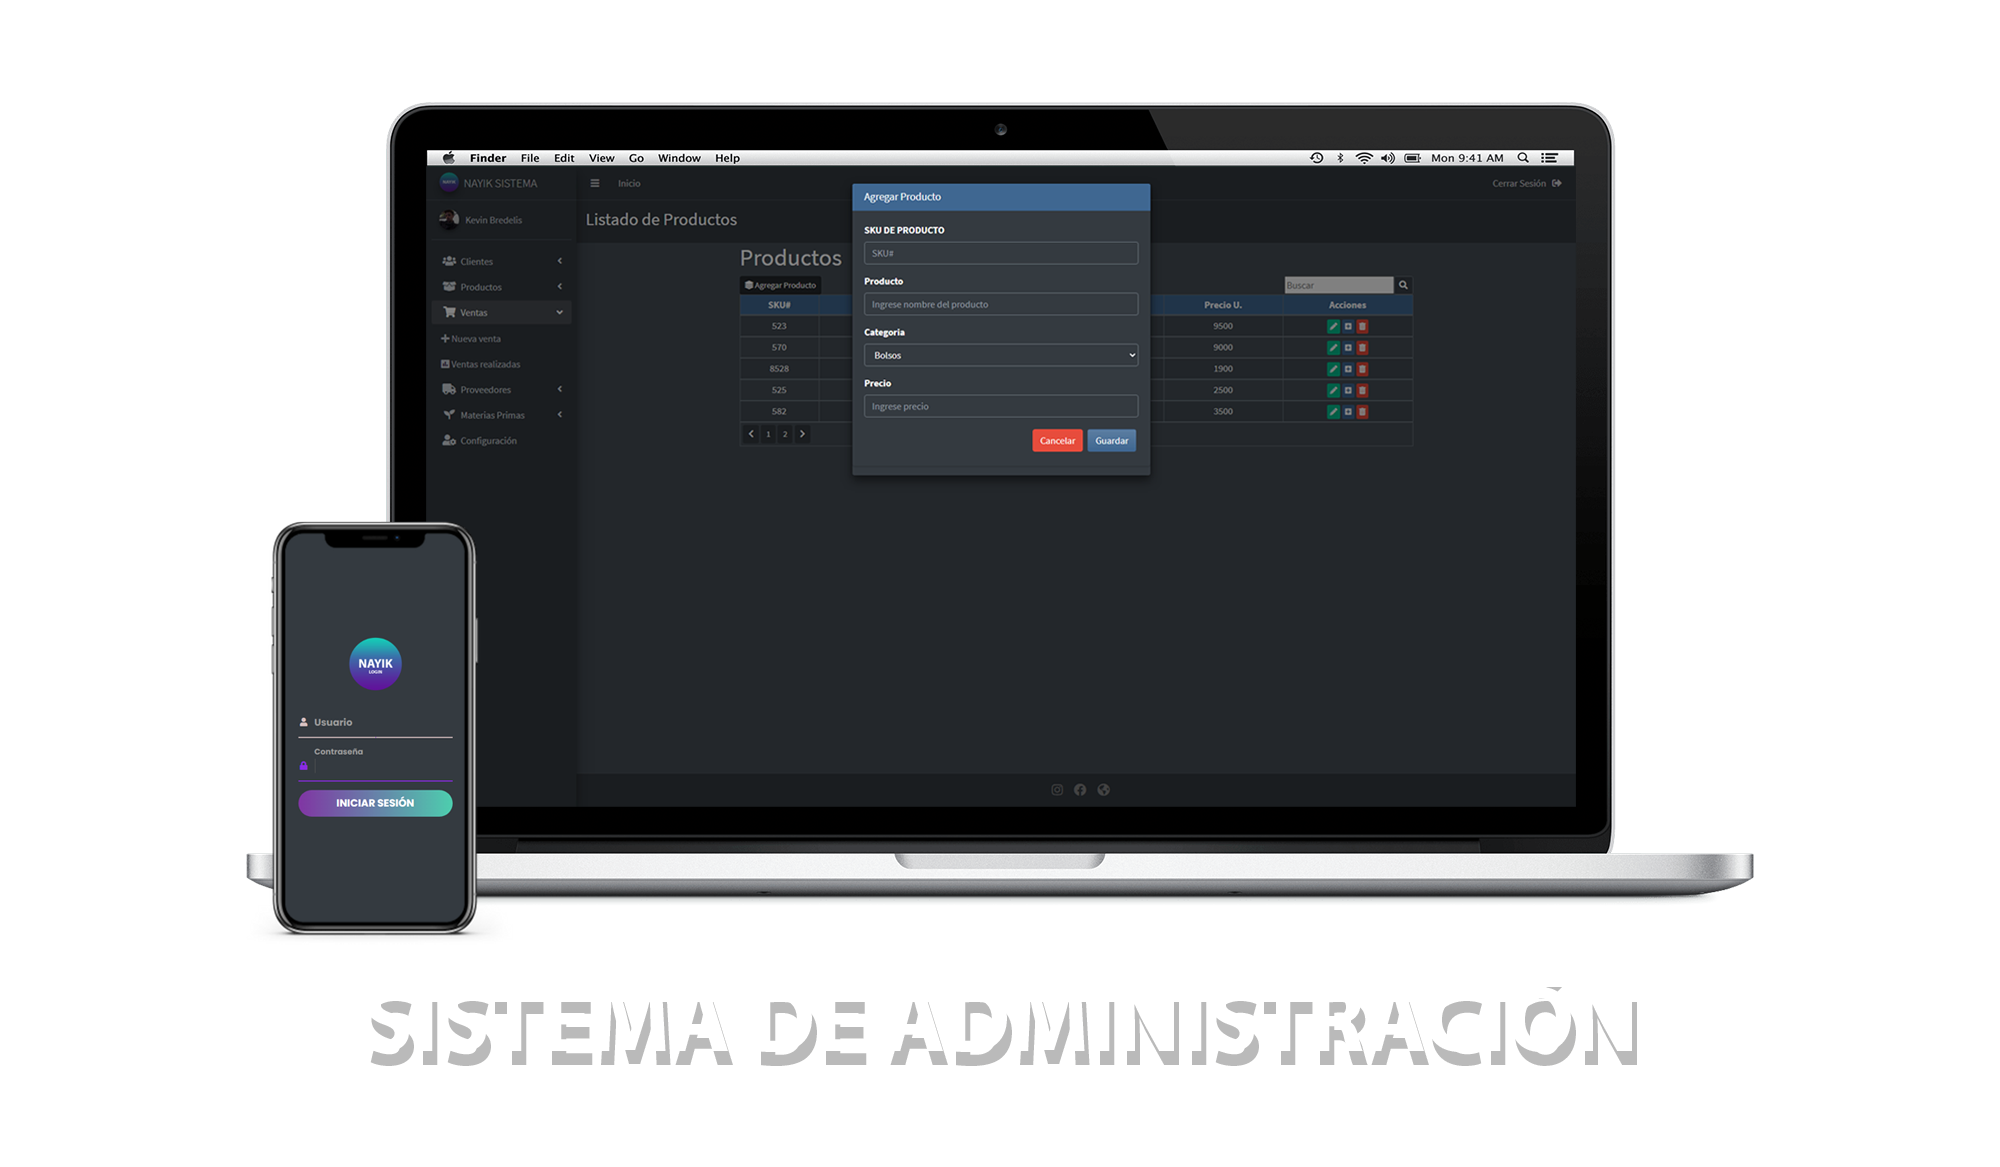 Finder File Edit View Go Window Help
Mon 9:41 AM
NAYIK NAYIK SISTEMA
Inicio
Cerrar Sesión
Kevin Bredelis
Clientes
Productos
Ventas
Nueva venta
Ventas realizadas
Proveedores
Materias Primas
Configuración
Listado de Productos
Productos
Agregar Producto
Buscar
SKU# Precio U. Acciones
523 9500
570 9000
8528 1900
525 2500
582 3500
1 2
Agregar Producto
SKU DE PRODUCTO
SKU#
Producto
Ingrese nombre del producto
Categoria
Bolsos
Precio
Ingrese precio
Cancelar Guardar
NAYIK
LOGIN
Usuario
Contraseña
INICIAR SESIÓN
SISTEMA DE ADMINISTRACIÓN